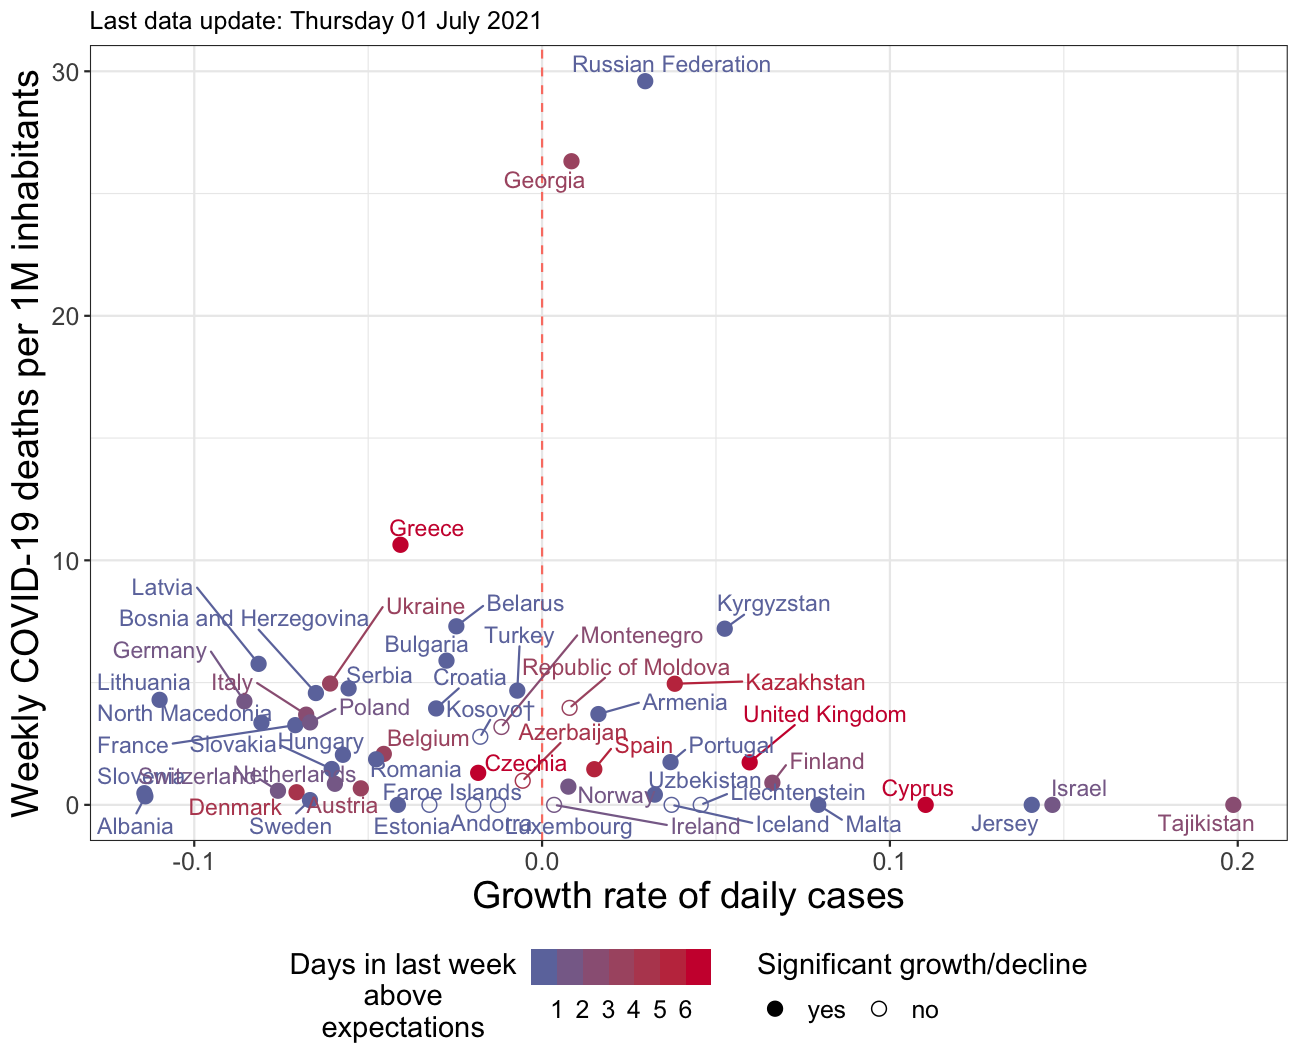 Last data update: Thursday 01 July 2021
Weekly COVID-19 deaths per 1M inhabitants
30
20
10
0
Russian Federation
Georgia
Greece
Latvia
Ukraine
Belarus
Kyrgyzstan
Bosnia and Herzegovina
Bulgaria
Turkey
Montenegro
Germany
Republic of Moldova
Lithuania
Italy
Serbia
Croatia
Kazakhstan
North Macedonia
Poland
Kosovo†
Armenia
United Kingdom
France
Slovakia
Hungary
Belgium
Azerbaijan
Spain
Portugal
Slovenia
Switzerland
Netherlands
Romania
Czechia
Finland
Denmark
Austria
Faroe Islands
Norway
Uzbekistan
Liechtenstein
Cyprus
Israel
Albania
Sweden
Estonia
Andorra
Luxembourg
Ireland
Iceland
Malta
Jersey
Tajikistan
-0.1
0.0
0.1
0.2
Growth rate of daily cases
Days in last week
above
expectations
1 2 3 4 5 6
Significant growth/decline
yes
no